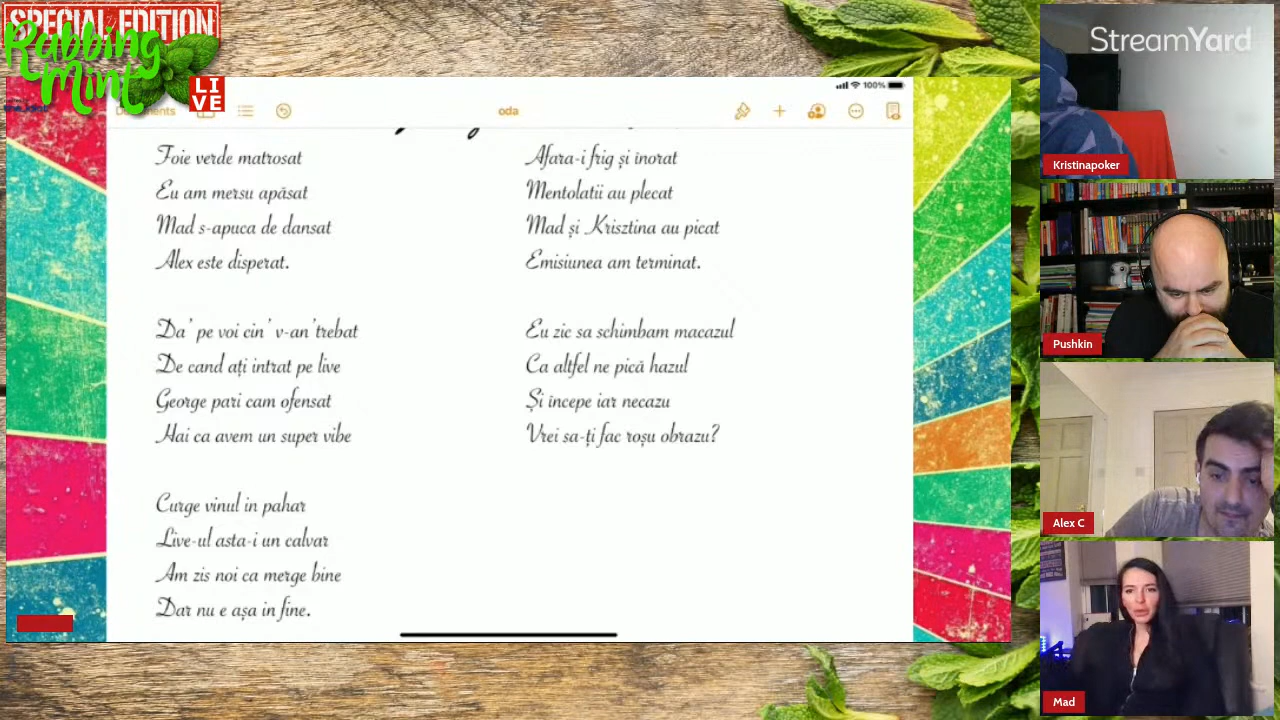 SPECIAL EDITION
Rubbing
Mint
LI
VE
100%
oda
Foie verde matrosat
Eu am mersu apăsat
Mad s-apuca de dansat
Alex este disperat.
Da' pe voi cin' v-an'trebat
De cand ați intrat pe live
George pari cam ofensat
Hai ca avem un super vibe
Curge vinul in pahar
Live-ul asta-i un calvar
Am zis noi ca merge bine
Dar nu e așa in fine.
Afara-i frig și inorat
Mentolatii au plecat
Mad și Krisztina au picat
Emisiunea am terminat.
Eu zic sa schimbam macazul
Ca altfel ne pică hazul
Și incepe iar necazu
Vrei sa-ți fac roșu obrazu?
StreamYard
Kristinapoker
Pushkin
Alex C
Mad